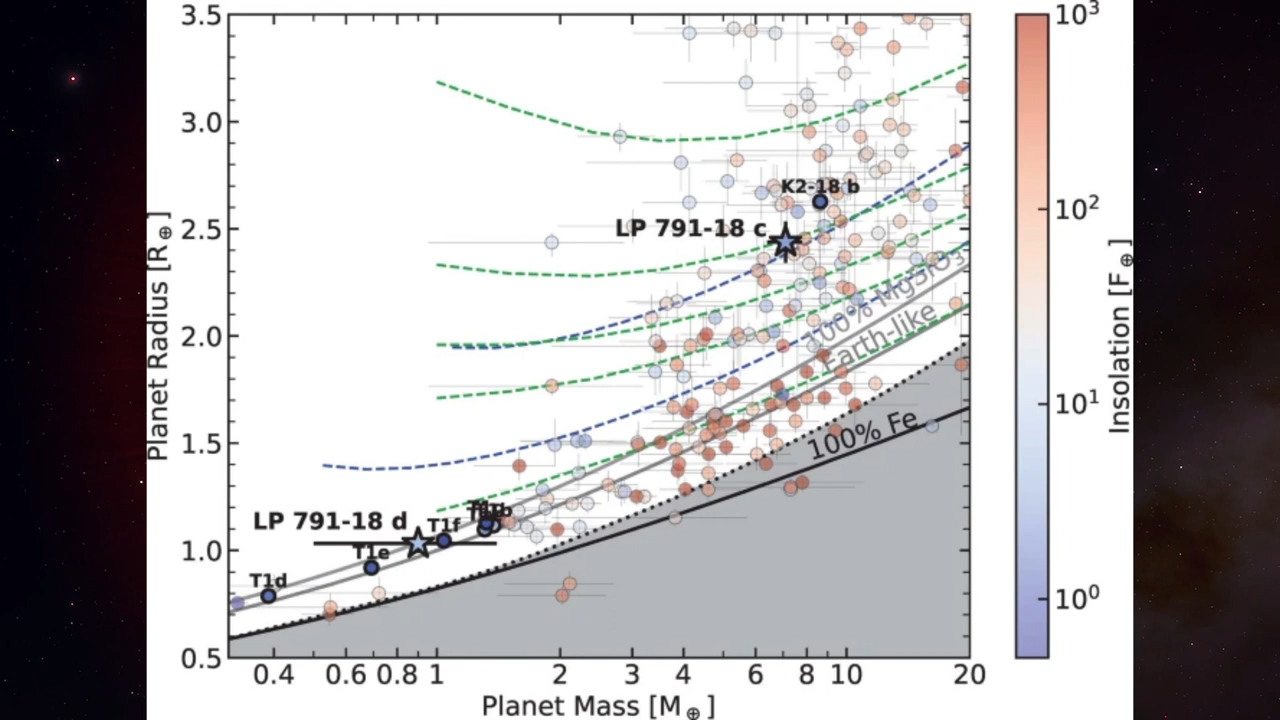 3.5
3.0
2.5
2.0
1.5
1.0
0.5
Planet Radius [R⊕]
K2-18 b
LP 791-18 c
100% MgSiO₃
Earth-like
100% Fe
LP 791-18 d
T1f
T1e
T1d
0.4 0.6 0.8 1 2 3 4 6 8 10 20
Planet Mass [M⊕]
10³
10²
10¹
10⁰
Insolation [F⊕]